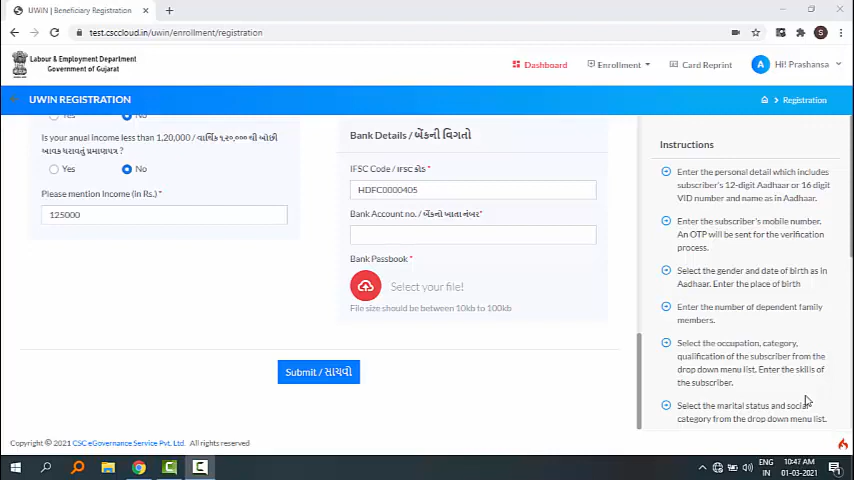 UWIN | Beneficiary Registration
test.csccloud.in/uwin/enrollment/registration
S
Labour & Employment Department
Government of Gujarat
Dashboard
Enrollment
Card Reprint
A
Hi! Prashansa
UWIN REGISTRATION
Registration
Yes
No
Is your anual income less than 1,20,000 / વાર્ષિક ૧,૨૦,૦૦૦ થી ઓછી
આવક ધરાવતું પ્રમાણપત્ર ?
Yes
No
Please mention Income (in Rs.) *
125000
Bank Details / બેંકની વિગતો
IFSC Code / IFSC કોડ *
HDFC0000405
Bank Account no. / બેંકનો ખાતા નંબર*
Bank Passbook *
Select your file!
File size should be between 10kb to 100kb
Submit / સાચવો
Instructions
Enter the personal detail which includes
subscriber's 12-digit Aadhaar or 16 digit
VID number and name as in Aadhaar.
Enter the subscriber's mobile number.
An OTP will be sent for the verification
process.
Select the gender and date of birth as in
Aadhaar. Enter the place of birth
Enter the number of dependent family
members.
Select the occupation, category,
qualification of the subscriber from the
drop down menu list. Enter the skills of
the subscriber.
Select the marital status and social
category from the drop down menu list.
Copyright © 2021 CSC eGovernance Service Pvt. Ltd. All rights reserved
ENG
IN
10:47 AM
01-03-2021